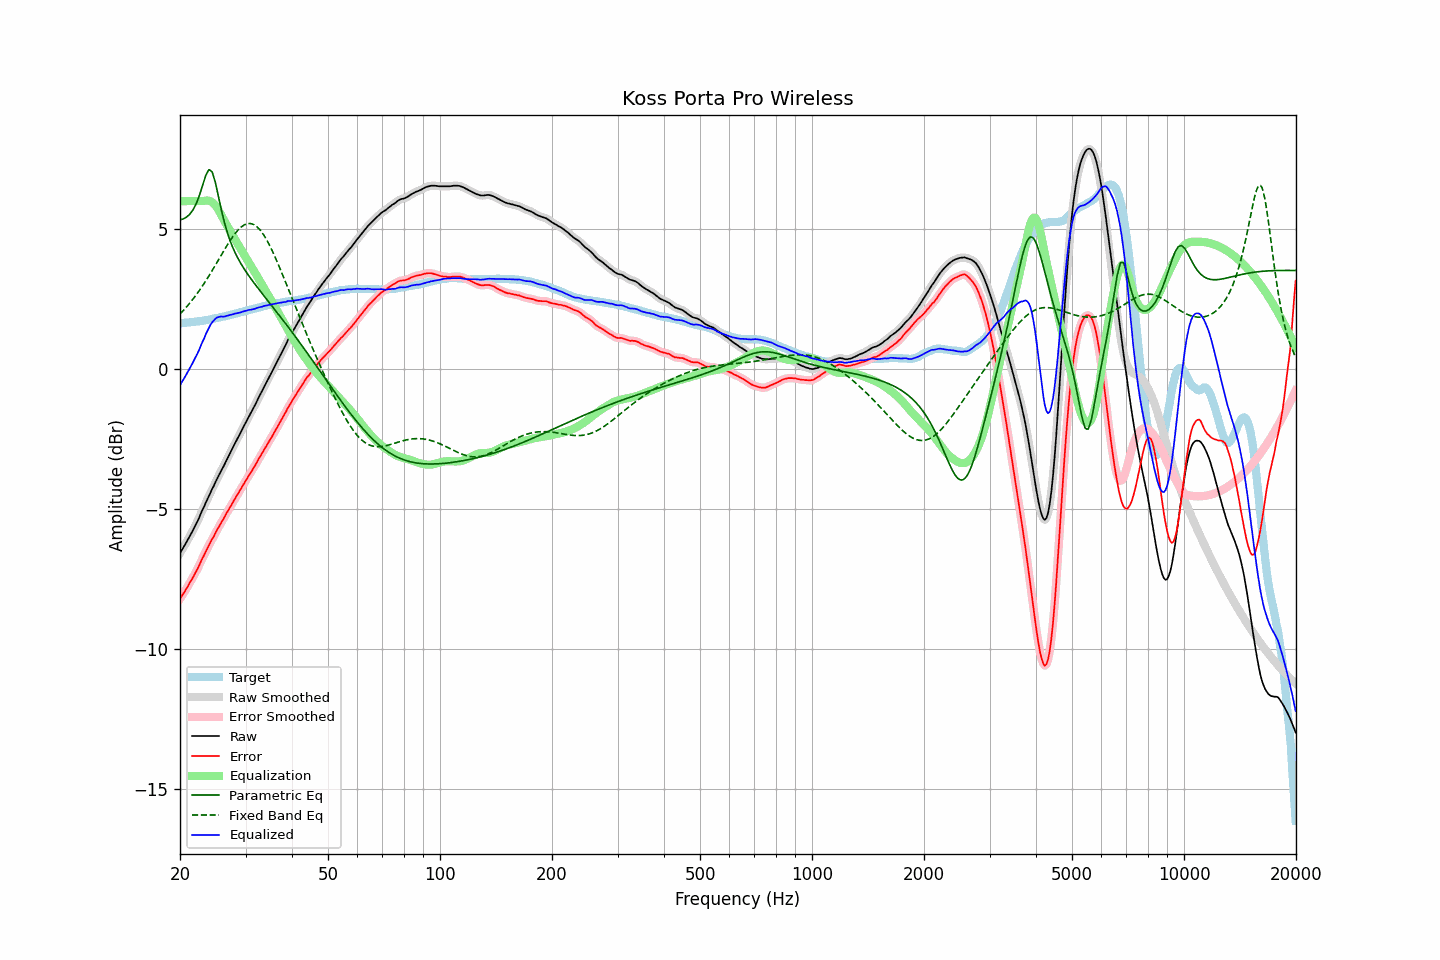 Koss Porta Pro Wireless
Amplitude (dBr)
5
0
−5
−10
−15
Target
Raw Smoothed
Error Smoothed
Raw
Error
Equalization
Parametric Eq
Fixed Band Eq
Equalized
20 50 100 200 500 1000 2000 5000 10000 20000
Frequency (Hz)